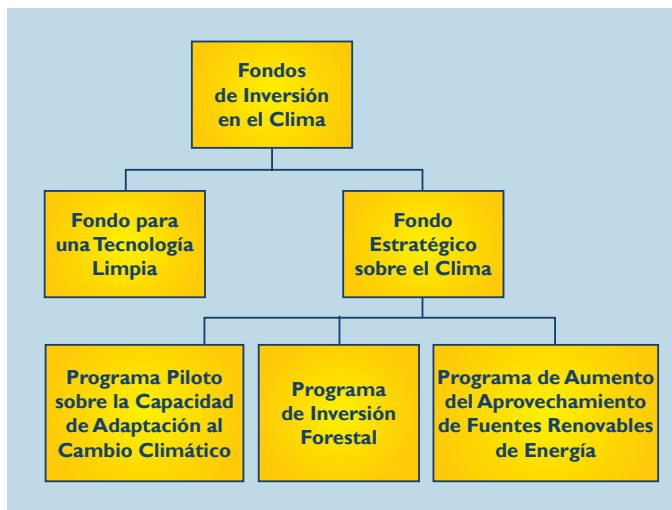 Fondos
de Inversión
en el Clima
Fondo para
una Tecnología
Limpia
Fondo
Estratégico
sobre el Clima
Programa Piloto
sobre la Capacidad
de Adaptación al
Cambio Climático
Programa
de Inversión
Forestal
Programa de Aumento
del Aprovechamiento
de Fuentes Renovables
de Energía